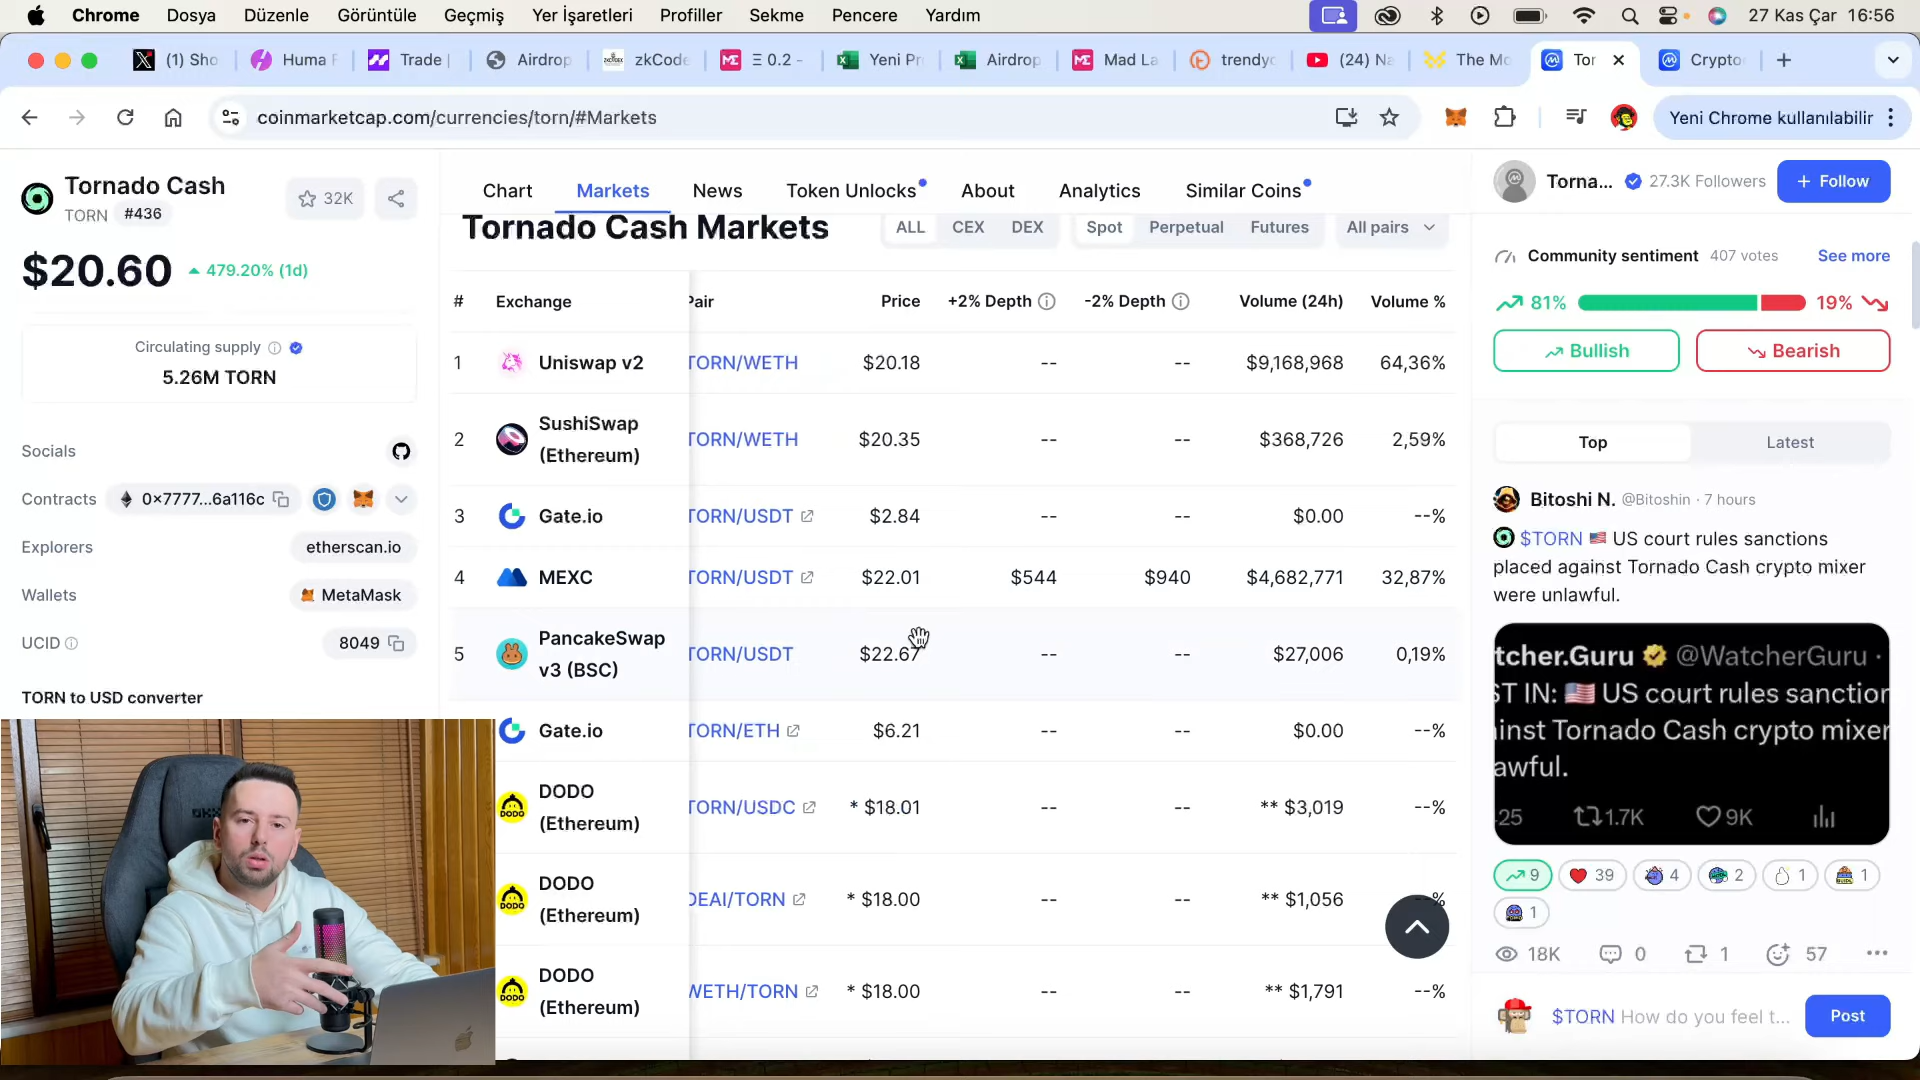 Chrome Dosya Düzenle Görüntüle Geçmiş Yer İşaretleri Profiller Sekme Pencere Yardım 27 Kas Çar 16:56
(1) Sho Huma F Trade | Airdrop zkCode Ξ 0.2 - Yeni Pr Airdrop Mad La trendyo (24) Na The Mo Tor Crypto
coinmarketcap.com/currencies/torn/#Markets Yeni Chrome kullanılabilir
Tornado Cash
TORN #436
32K
$20.60 479.20% (1d)
Circulating supply
5.26M TORN
Socials
Contracts 0x7777...6a116c
Explorers etherscan.io
Wallets MetaMask
UCID 8049
TORN to USD converter
Chart Markets News Token Unlocks About Analytics Similar Coins
Tornado Cash Markets ALL CEX DEX Spot Perpetual Futures All pairs
# Exchange Pair Price +2% Depth -2% Depth Volume (24h) Volume %
1 Uniswap v2 TORN/WETH $20.18 -- -- $9,168,968 64,36%
2 SushiSwap (Ethereum) TORN/WETH $20.35 -- -- $368,726 2,59%
3 Gate.io TORN/USDT $2.84 -- -- $0.00 --%
4 MEXC TORN/USDT $22.01 $544 $940 $4,682,771 32,87%
5 PancakeSwap v3 (BSC) TORN/USDT $22.67 -- -- $27,006 0,19%
Gate.io TORN/ETH $6.21 -- -- $0.00 --%
DODO (Ethereum) TORN/USDC * $18.01 -- -- ** $3,019 --%
DODO (Ethereum) DEAI/TORN * $18.00 -- -- ** $1,056 --%
DODO (Ethereum) WETH/TORN * $18.00 -- -- ** $1,791 --%
Torna... 27.3K Followers + Follow
Community sentiment 407 votes See more
81% 19%
Bullish Bearish
Top Latest
Bitoshi N. @Bitoshin · 7 hours
$TORN 🇺🇸 US court rules sanctions
placed against Tornado Cash crypto mixer
were unlawful.
tcher.Guru @WatcherGuru ·
ST IN: 🇺🇸 US court rules sanction
inst Tornado Cash crypto mixer
awful.
25 1.7K 9K
9 39 4 2 1 1
1
18K 0 1 57 ...
$TORN How do you feel t... Post